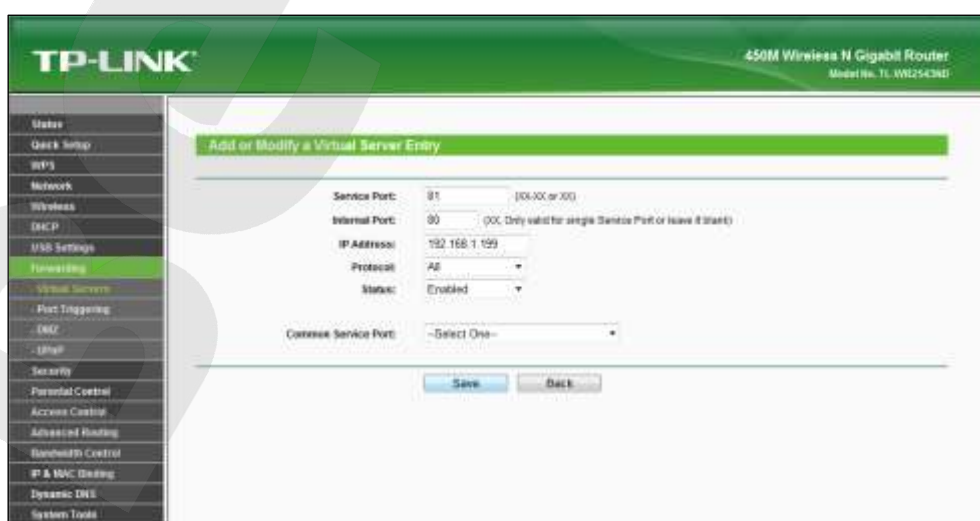 TP-LINK
450M Wireless N Gigabit Router
Model No. TL-WR2543ND
Status
Quick Setup
WPS
Network
Wireless
DHCP
USB Settings
Forwarding
- Virtual Servers
- Port Triggering
- DMZ
- UPnP
Security
Parental Control
Access Control
Advanced Routing
Bandwidth Control
IP & MAC Binding
Dynamic DNS
System Tools
Add or Modify a Virtual Server Entry
Service Port: 81 (XX-XX or XX)
Internal Port: 80 (XX, Only valid for single Service Port or leave it blank)
IP Address: 192.168.1.199
Protocol: All
Status: Enabled
Common Service Port: --Select One--
Save Back